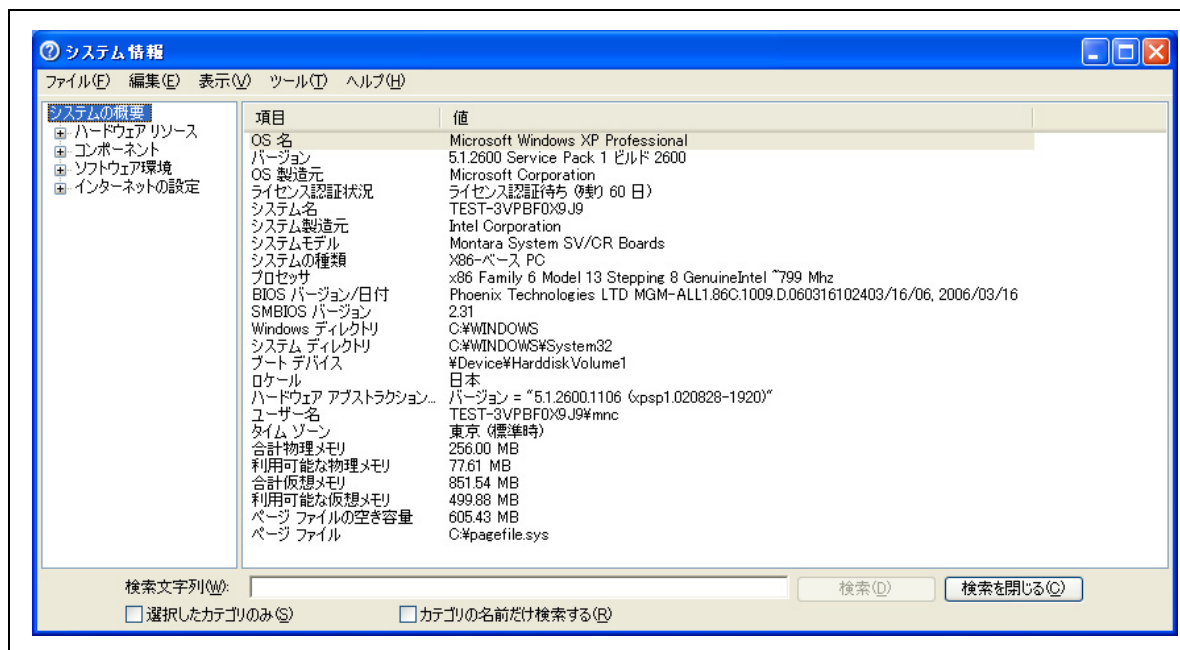 システム情報
ファイル(F) 編集(E) 表示(V) ツール(T) ヘルプ(H)
システムの概要
ハードウェア リソース
コンポーネント
ソフトウェア環境
インターネットの設定
項目 値
OS 名 Microsoft Windows XP Professional
バージョン 5.1.2600 Service Pack 1 ビルド 2600
OS 製造元 Microsoft Corporation
ライセンス認証状況 ライセンス認証待ち (残り 60 日)
システム名 TEST-3VPBF0X9J9
システム製造元 Intel Corporation
システムモデル Montara System SV/CR Boards
システムの種類 X86-ベース PC
プロセッサ x86 Family 6 Model 13 Stepping 8 GenuineIntel ~799 Mhz
BIOS バージョン/日付 Phoenix Technologies LTD MGM-ALL1.86C.1009.D.060316102403/16/06, 2006/03/16
SMBIOS バージョン 2.31
Windows ディレクトリ C:¥WINDOWS
システム ディレクトリ C:¥WINDOWS¥System32
ブート デバイス ¥Device¥HarddiskVolume1
ロケール 日本
ハードウェア アブストラクション... バージョン = "5.1.2600.1106 (xpsp1.020828-1920)"
ユーザー名 TEST-3VPBF0X9J9¥mnc
タイム ゾーン 東京 (標準時)
合計物理メモリ 256.00 MB
利用可能な物理メモリ 77.61 MB
合計仮想メモリ 851.54 MB
利用可能な仮想メモリ 499.88 MB
ページ ファイルの空き容量 605.43 MB
ページ ファイル C:¥pagefile.sys
検索文字列(W): 検索(D) 検索を閉じる(C)
選択したカテゴリのみ(S) カテゴリの名前だけ検索する(R)